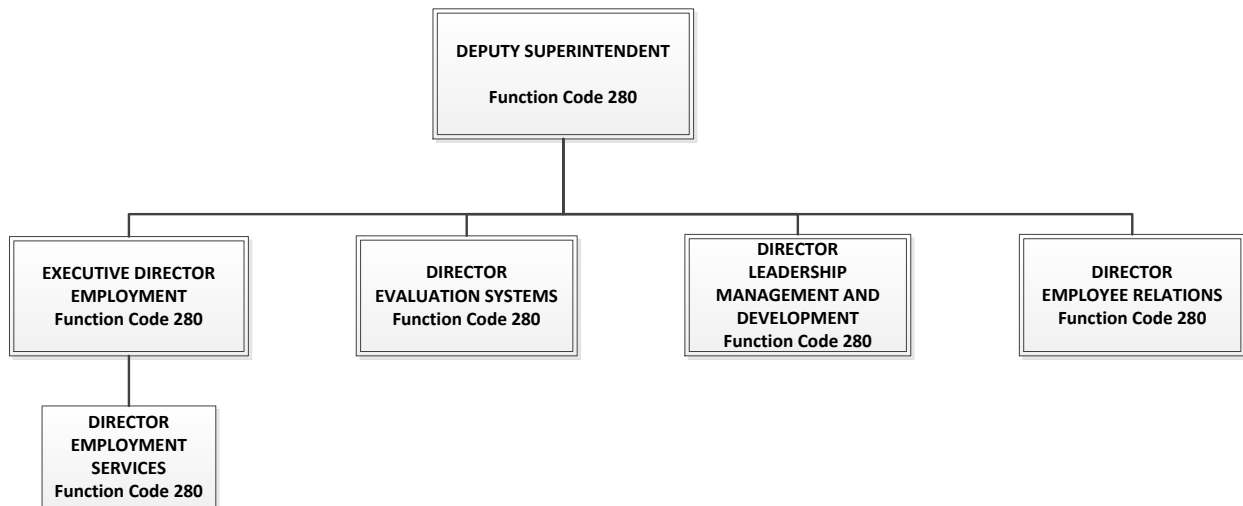 DEPUTY SUPERINTENDENT
Function Code 280
EXECUTIVE DIRECTOR
EMPLOYMENT
Function Code 280
DIRECTOR
EVALUATION SYSTEMS
Function Code 280
DIRECTOR
LEADERSHIP
MANAGEMENT AND
DEVELOPMENT
Function Code 280
DIRECTOR
EMPLOYEE RELATIONS
Function Code 280
DIRECTOR
EMPLOYMENT
SERVICES
Function Code 280